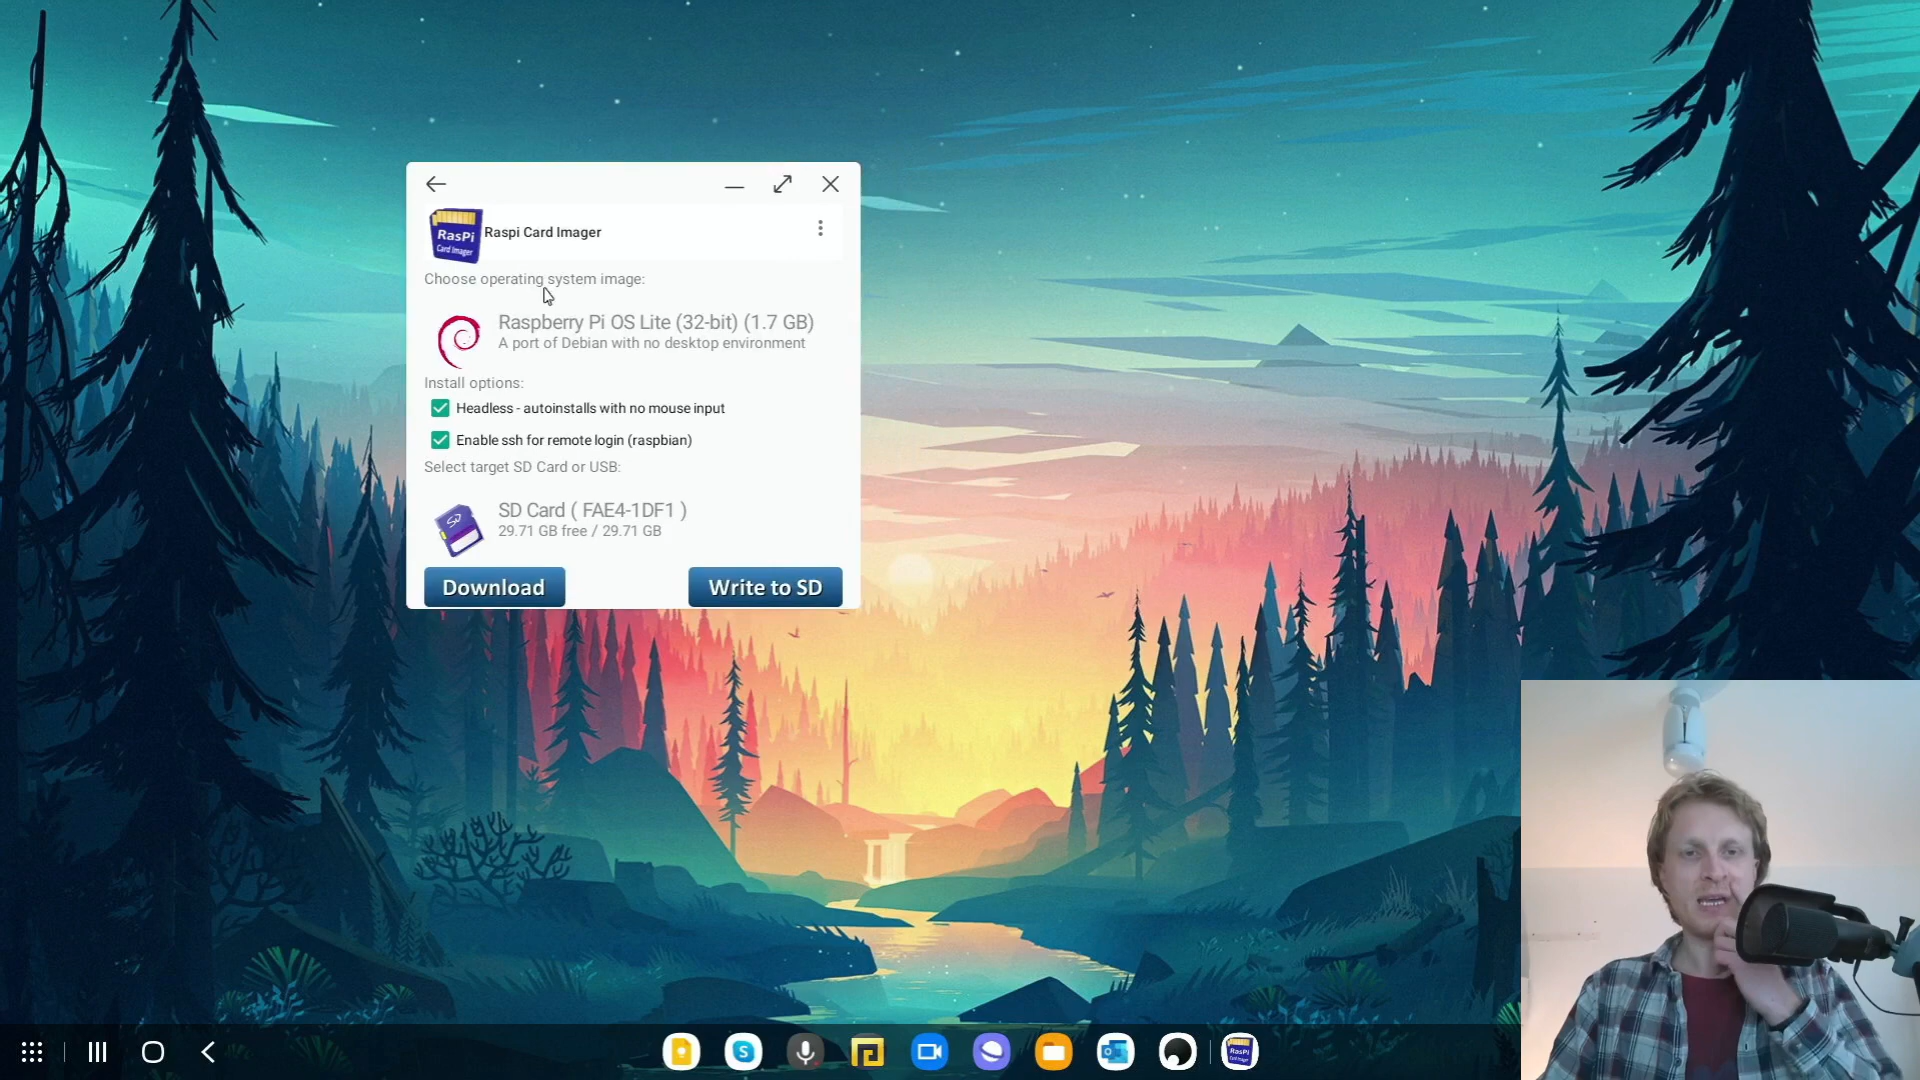 RasPi
Card Imager
Raspi Card Imager
Choose operating system image:
Raspberry Pi OS Lite (32-bit) (1.7 GB)
A port of Debian with no desktop environment
Install options:
Headless - autoinstalls with no mouse input
Enable ssh for remote login (raspbian)
Select target SD Card or USB:
SD Card ( FAE4-1DF1 )
29.71 GB free / 29.71 GB
Download
Write to SD
RasPi